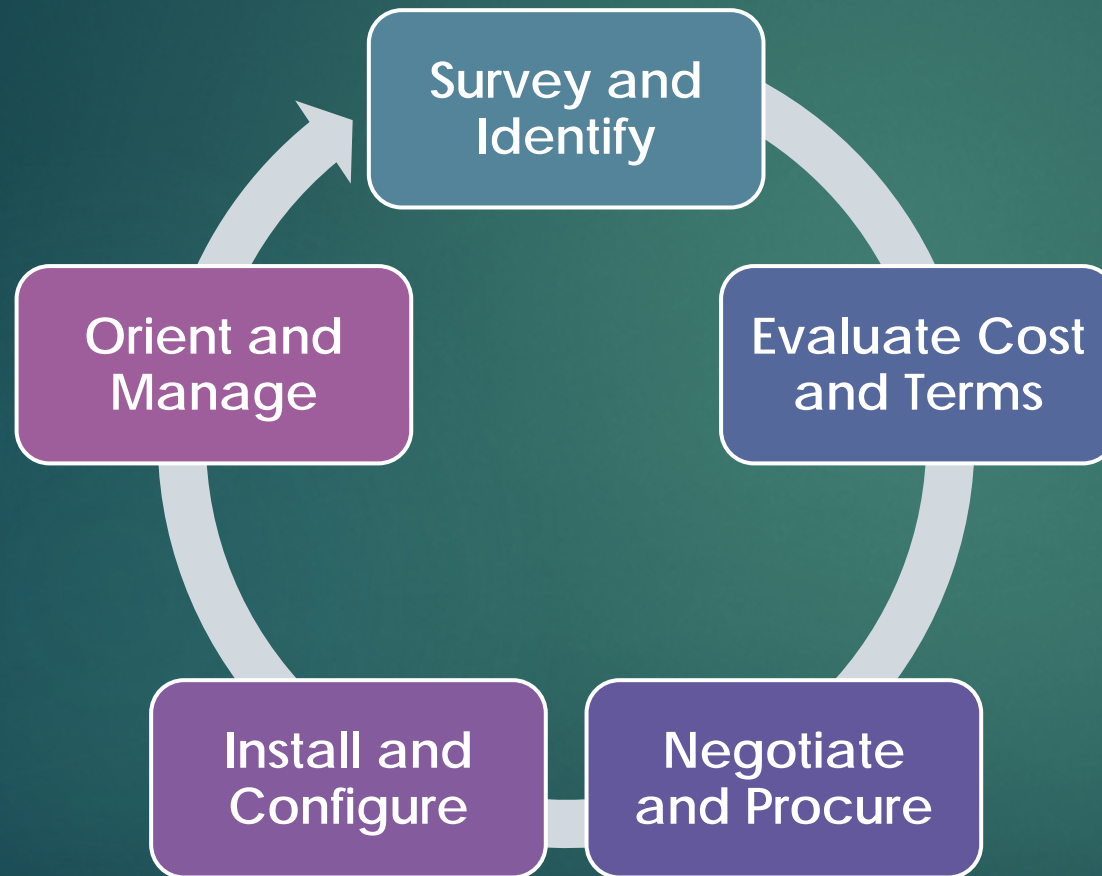 Survey and
Identify
Evaluate Cost
and Terms
Negotiate
and Procure
Install and
Configure
Orient and
Manage